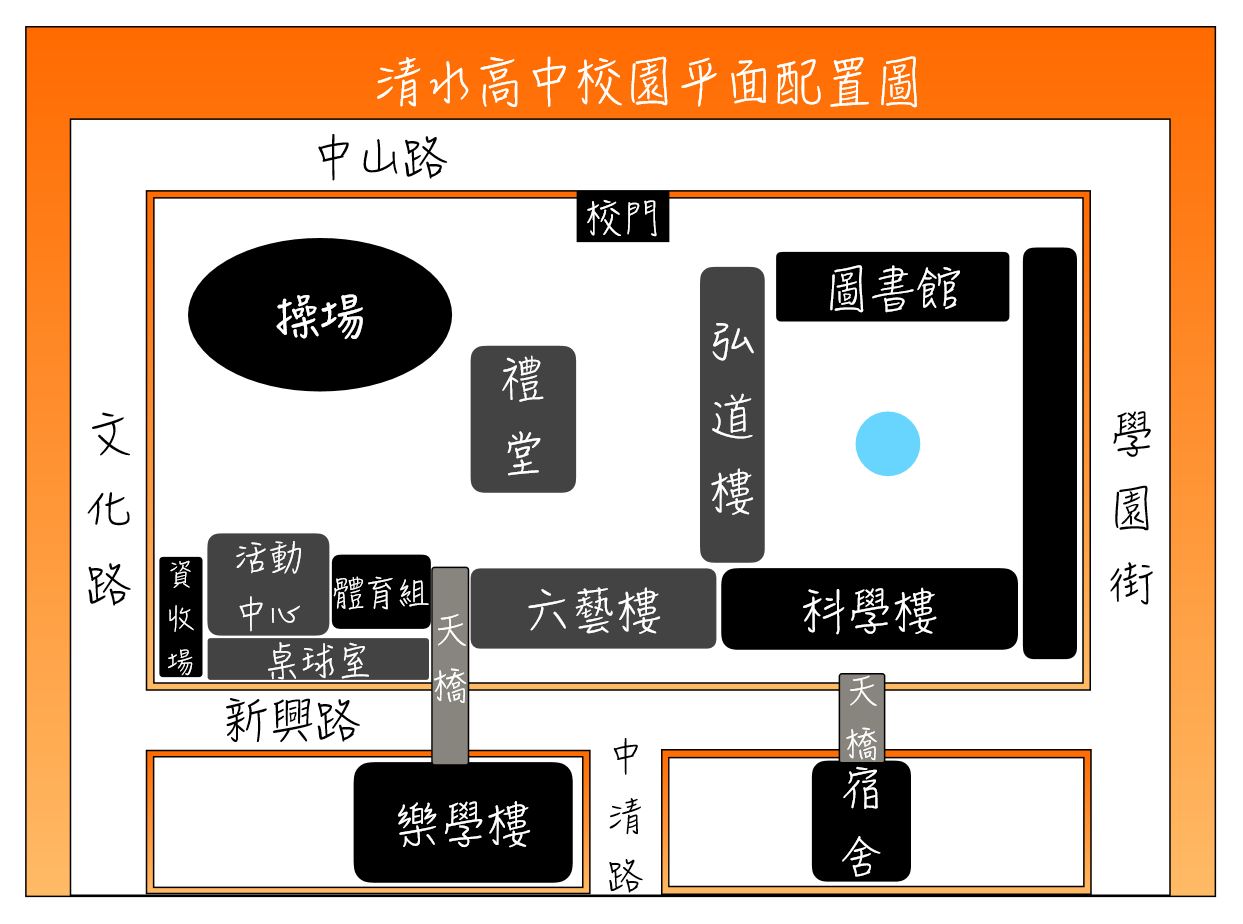 清水高中校園平面配置圖
中山路
校門
操場
圖書館
禮堂
弘道樓
文化路
學園街
資收場
活動
中心
體育組
天橋
六藝樓
科學樓
桌球室
新興路
天橋
中清路
樂學樓
宿舍